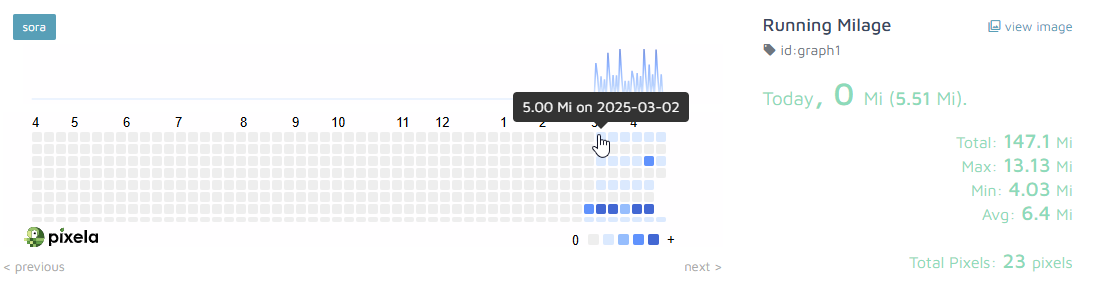 sora
Running Milage
view image
id:graph1
Today, 0 Mi (5.51 Mi).
5.00 Mi on 2025-03-02
4 5 6 7 8 9 10 11 12 1 2 4
Total: 147.1 Mi
Max: 13.13 Mi
Min: 4.03 Mi
Avg: 6.4 Mi
pixela
0 +
< previous
next >
Total Pixels: 23 pixels